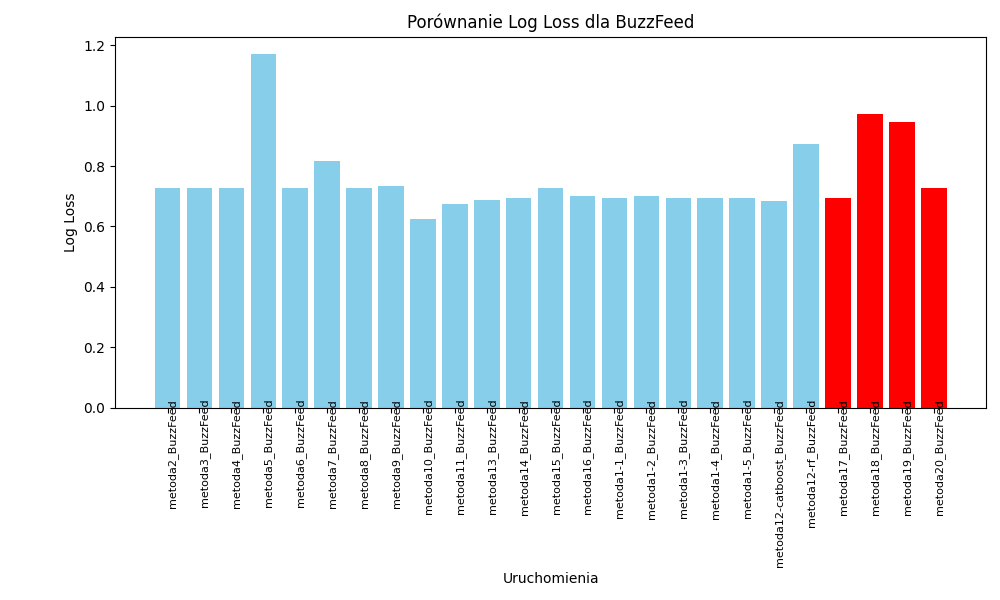 Porównanie Log Loss dla BuzzFeed
1.2
1.0
0.8
0.6
0.4
0.2
0.0
Log Loss
metoda2_BuzzFeed
metoda3_BuzzFeed
metoda4_BuzzFeed
metoda5_BuzzFeed
metoda6_BuzzFeed
metoda7_BuzzFeed
metoda8_BuzzFeed
metoda9_BuzzFeed
metoda10_BuzzFeed
metoda11_BuzzFeed
metoda13_BuzzFeed
metoda14_BuzzFeed
metoda15_BuzzFeed
metoda16_BuzzFeed
metoda1-1_BuzzFeed
metoda1-2_BuzzFeed
metoda1-3_BuzzFeed
metoda1-4_BuzzFeed
metoda1-5_BuzzFeed
metoda12-catboost_BuzzFeed
metoda12-rf_BuzzFeed
metoda17_BuzzFeed
metoda18_BuzzFeed
metoda19_BuzzFeed
metoda20_BuzzFeed
Uruchomienia